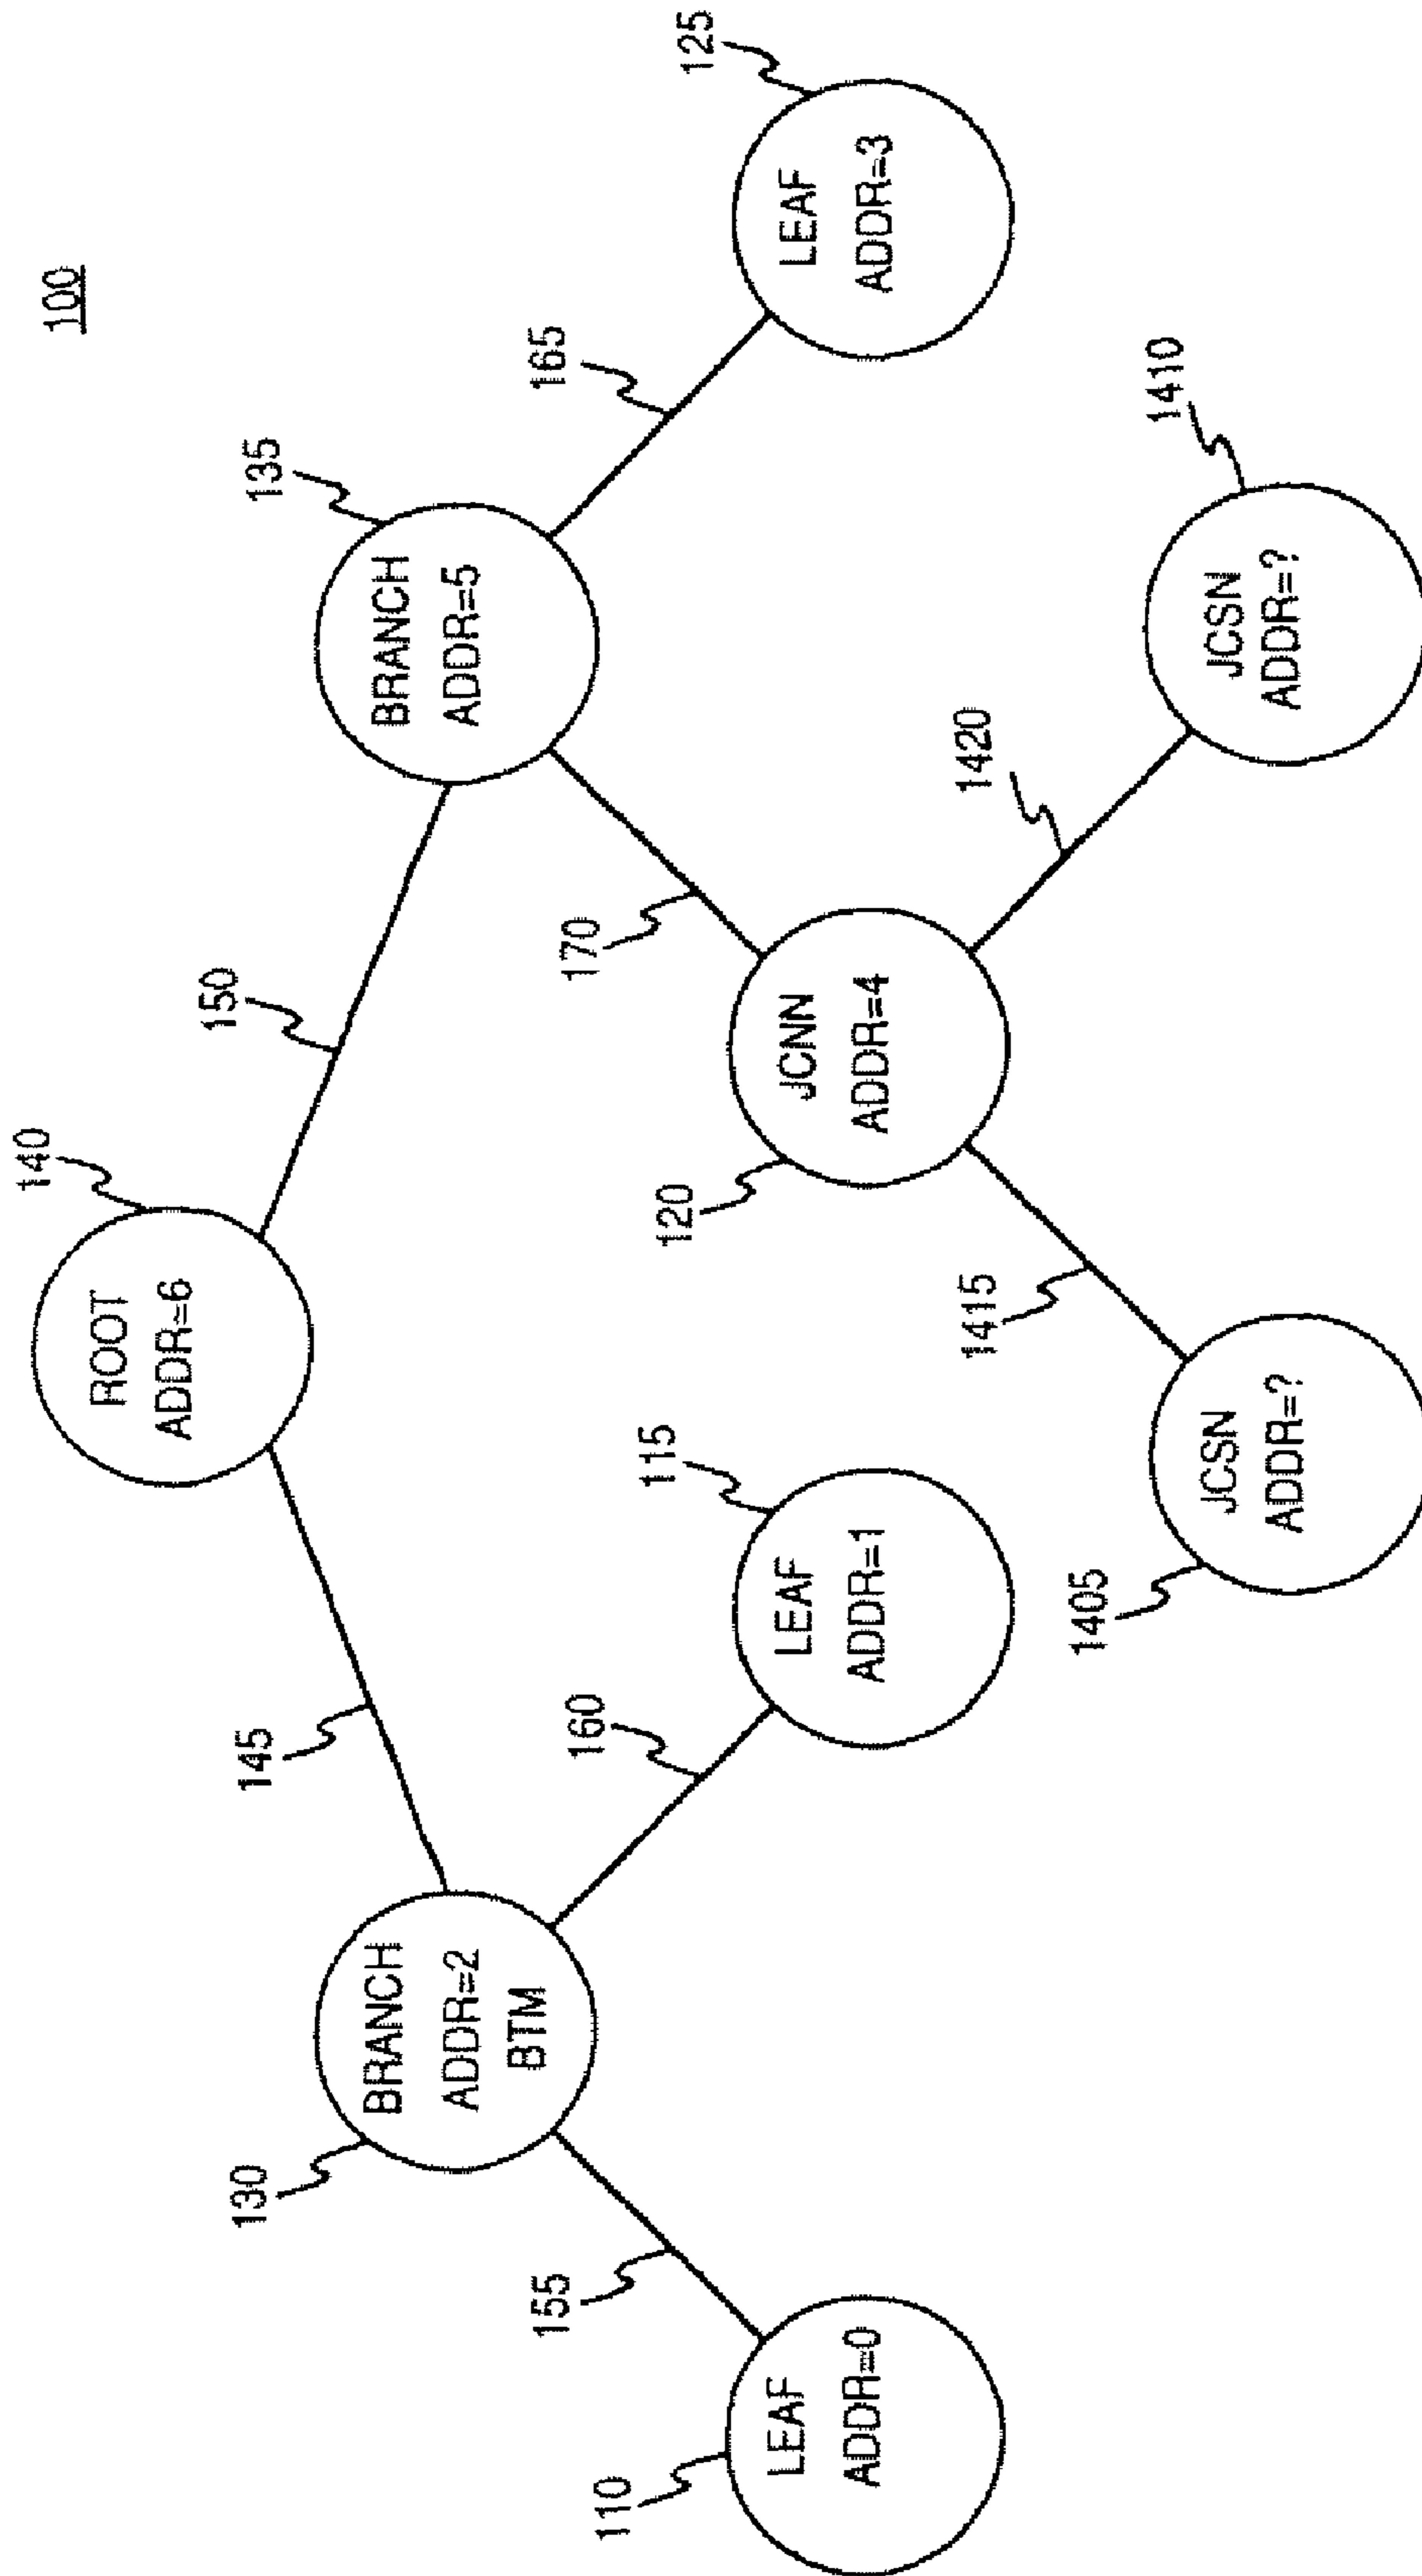 100
140
ROOT
ADDR=6
145
150
130
BRANCH
ADDR=2
BTM
135
BRANCH
ADDR=5
155
160
170
165
110
LEAF
ADDR=0
115
LEAF
ADDR=1
120
JCNN
ADDR=4
125
LEAF
ADDR=3
1415
1420
1405
JCSN
ADDR=?
1410
JCSN
ADDR=?